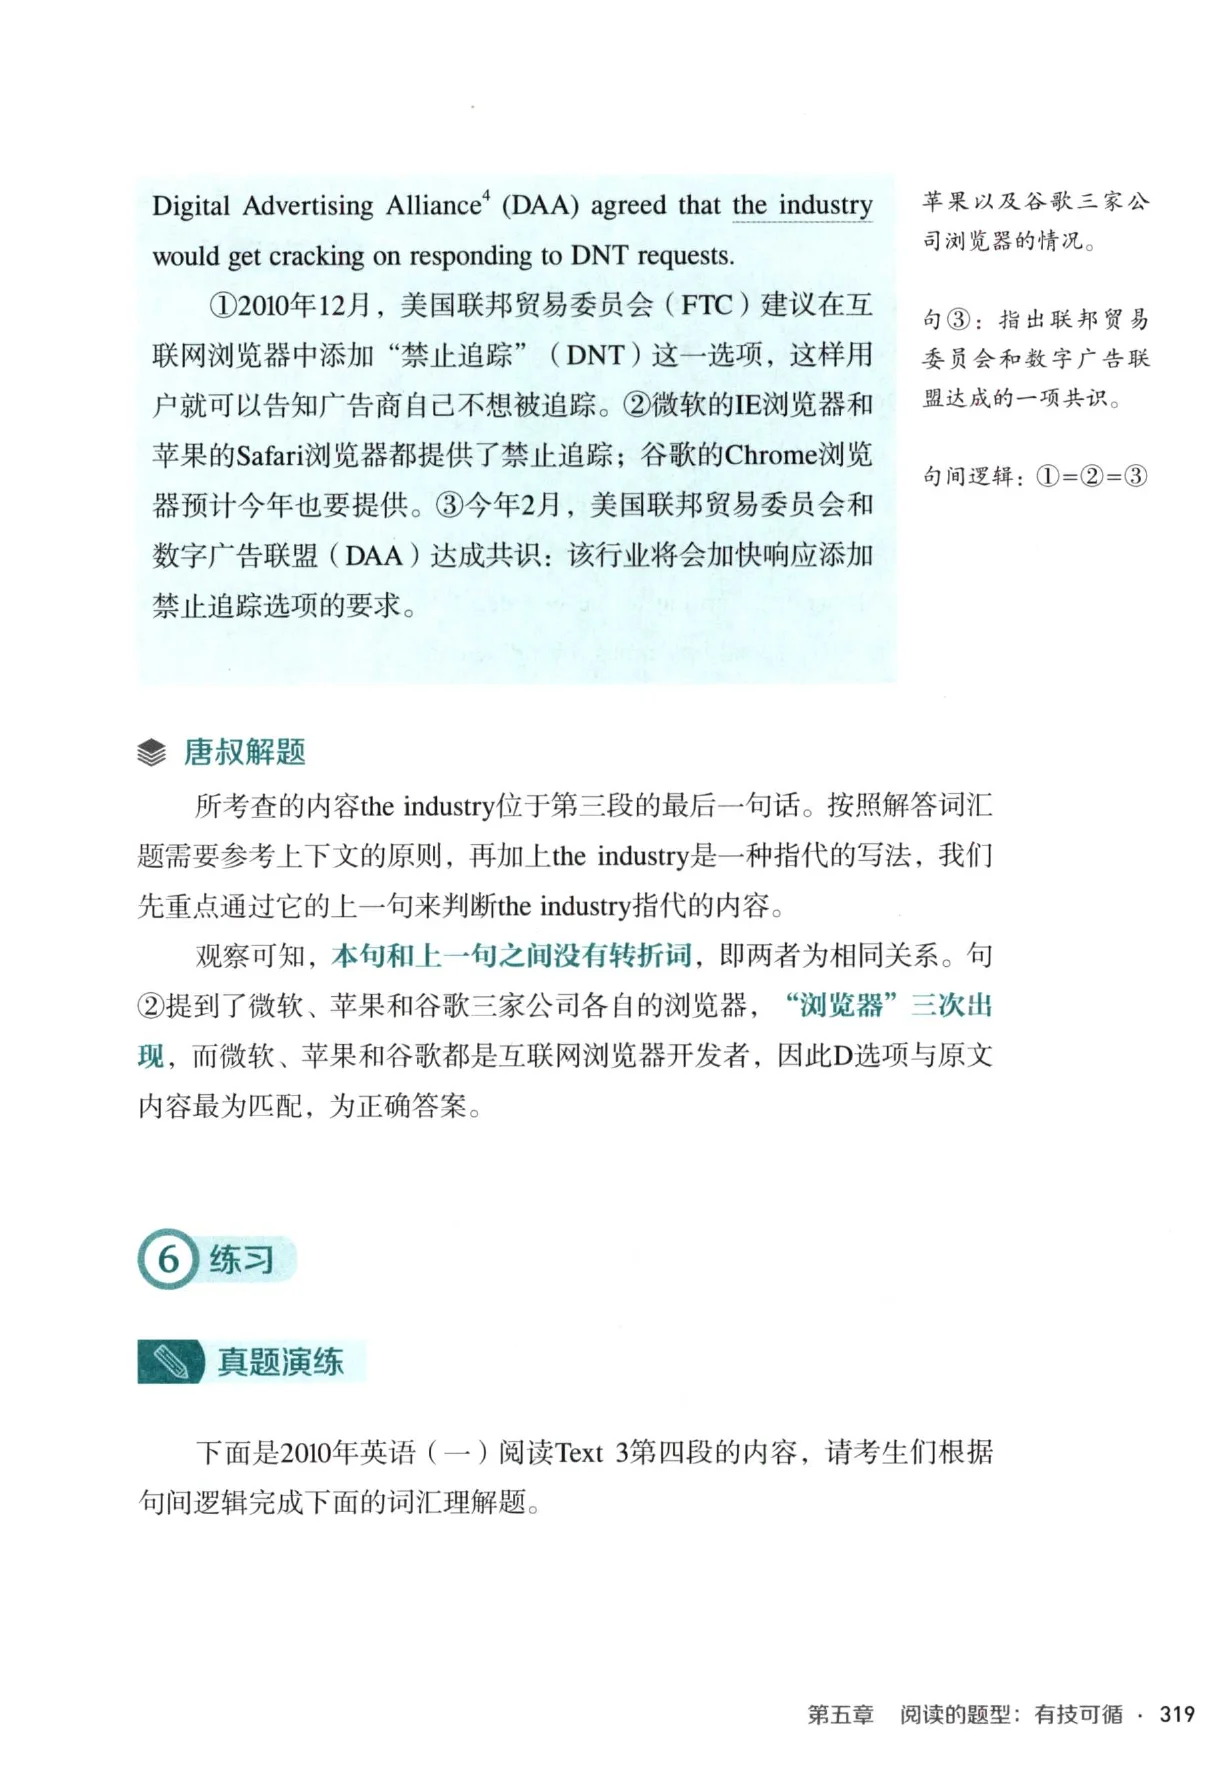 Digital Advertising Alliance⁴ (DAA) agreed that the industry
would get cracking on responding to DNT requests.
①2010年12月，美国联邦贸易委员会（FTC）建议在互
联网浏览器中添加“禁止追踪”（DNT）这一选项，这样用
户就可以告知广告商自己不想被追踪。②微软的IE浏览器和
苹果的Safari浏览器都提供了禁止追踪；谷歌的Chrome浏览
器预计今年也要提供。③今年2月，美国联邦贸易委员会和
数字广告联盟（DAA）达成共识：该行业将会加快响应添加
禁止追踪选项的要求。
苹果以及谷歌三家公
司浏览器的情况。
句③：指出联邦贸易
委员会和数字广告联
盟达成的一项共识。
句间逻辑：①=②=③
唐叔解题
所考查的内容the industry位于第三段的最后一句话。按照解答词汇
题需要参考上下文的原则，再加上the industry是一种指代的写法，我们
先重点通过它的上一句来判断the industry指代的内容。
观察可知，本句和上一句之间没有转折词，即两者为相同关系。句
②提到了微软、苹果和谷歌三家公司各自的浏览器，“浏览器”三次出
现，而微软、苹果和谷歌都是互联网浏览器开发者，因此D选项与原文
内容最为匹配，为正确答案。
6 练习
真题演练
下面是2010年英语（一）阅读Text 3第四段的内容，请考生们根据
句间逻辑完成下面的词汇理解题。
第五章 阅读的题型：有技可循 · 319